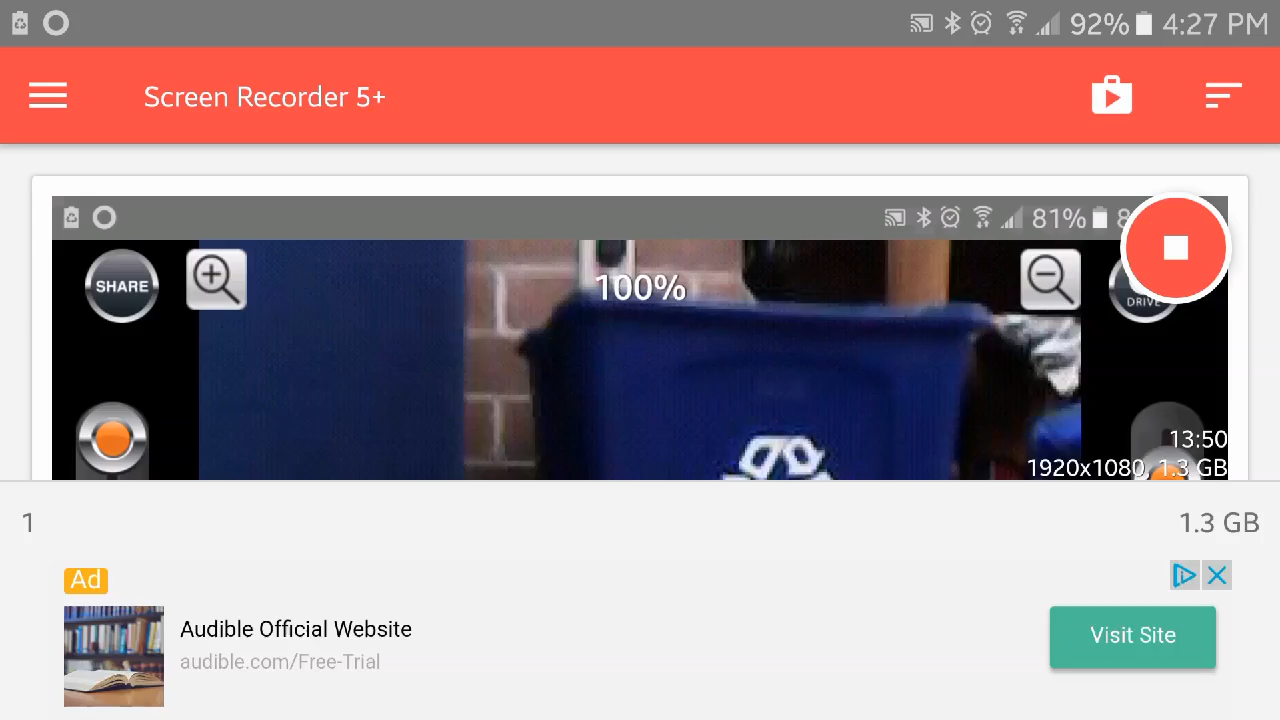 92% 4:27 PM
Screen Recorder 5+
81%
SHARE
100%
DRIVE
13:50
1920x1080, 1.3 GB
1 1.3 GB
Ad
Audible Official Website
audible.com/Free-Trial
Visit Site